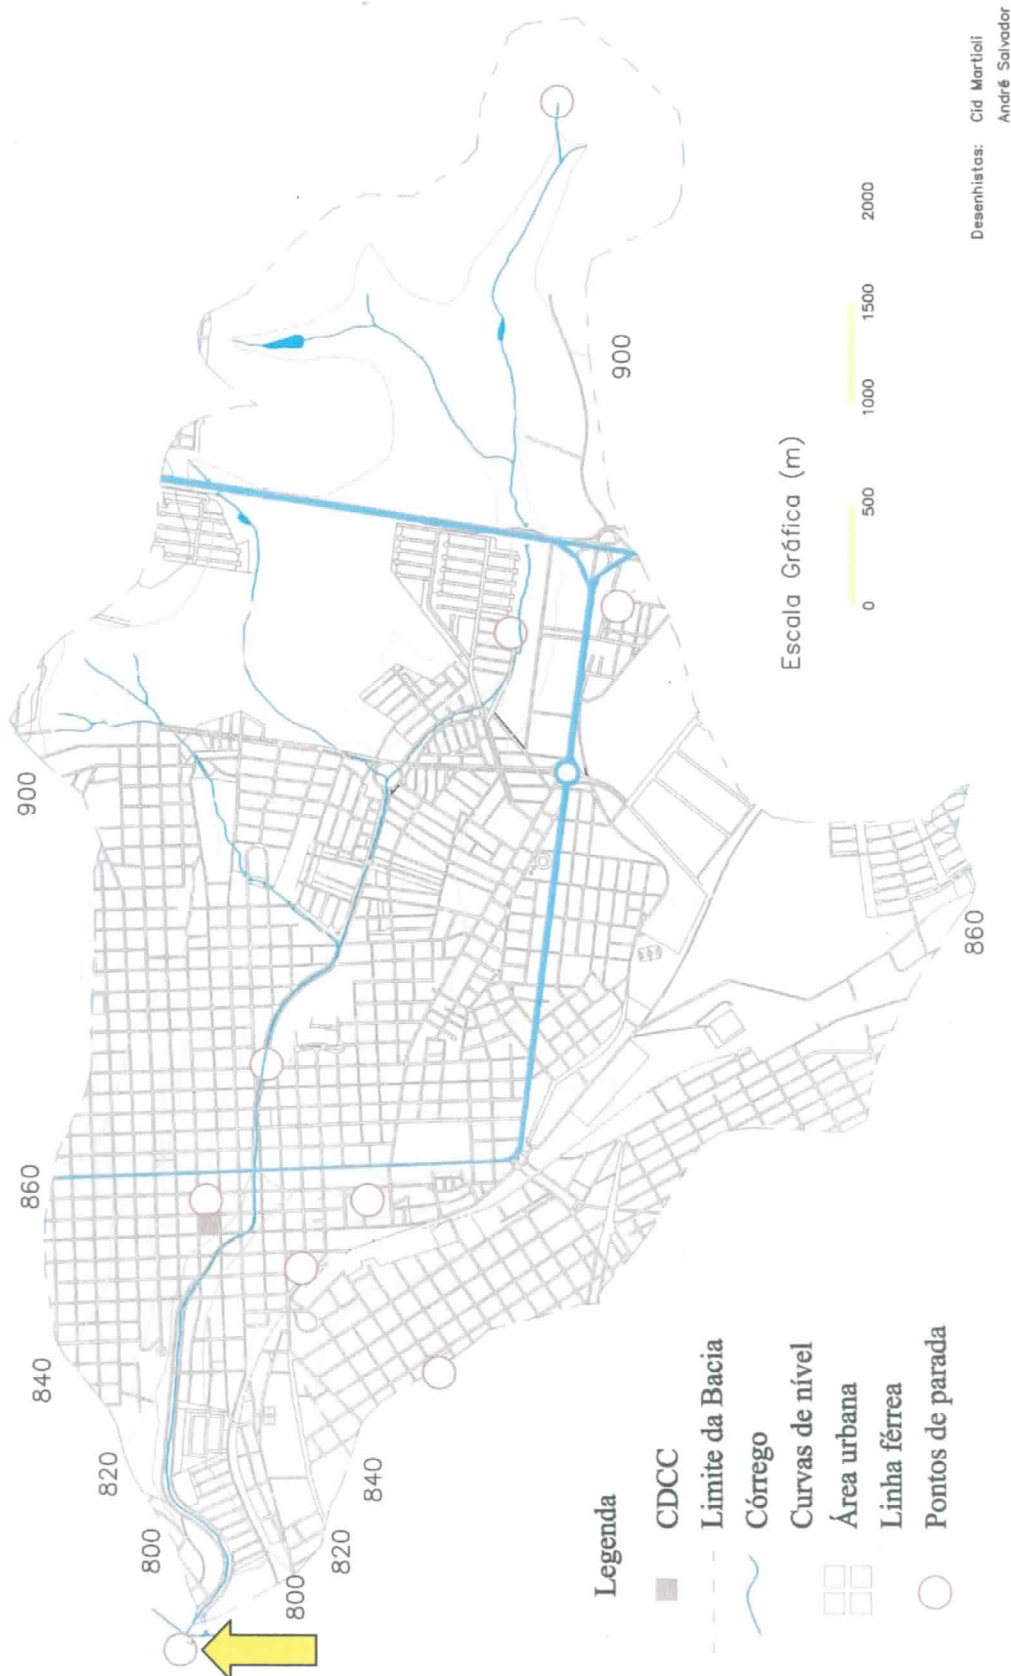 900
860
840
820
800
800
820
840
900
860
Escala Gráfica (m)
0 500 1000 1500 2000
Legenda
CDCC
Limite da Bacia
Córrego
Curvas de nível
Área urbana
Linha férrea
Pontos de parada
Desenhistas: Cid Martioli
André Salvador